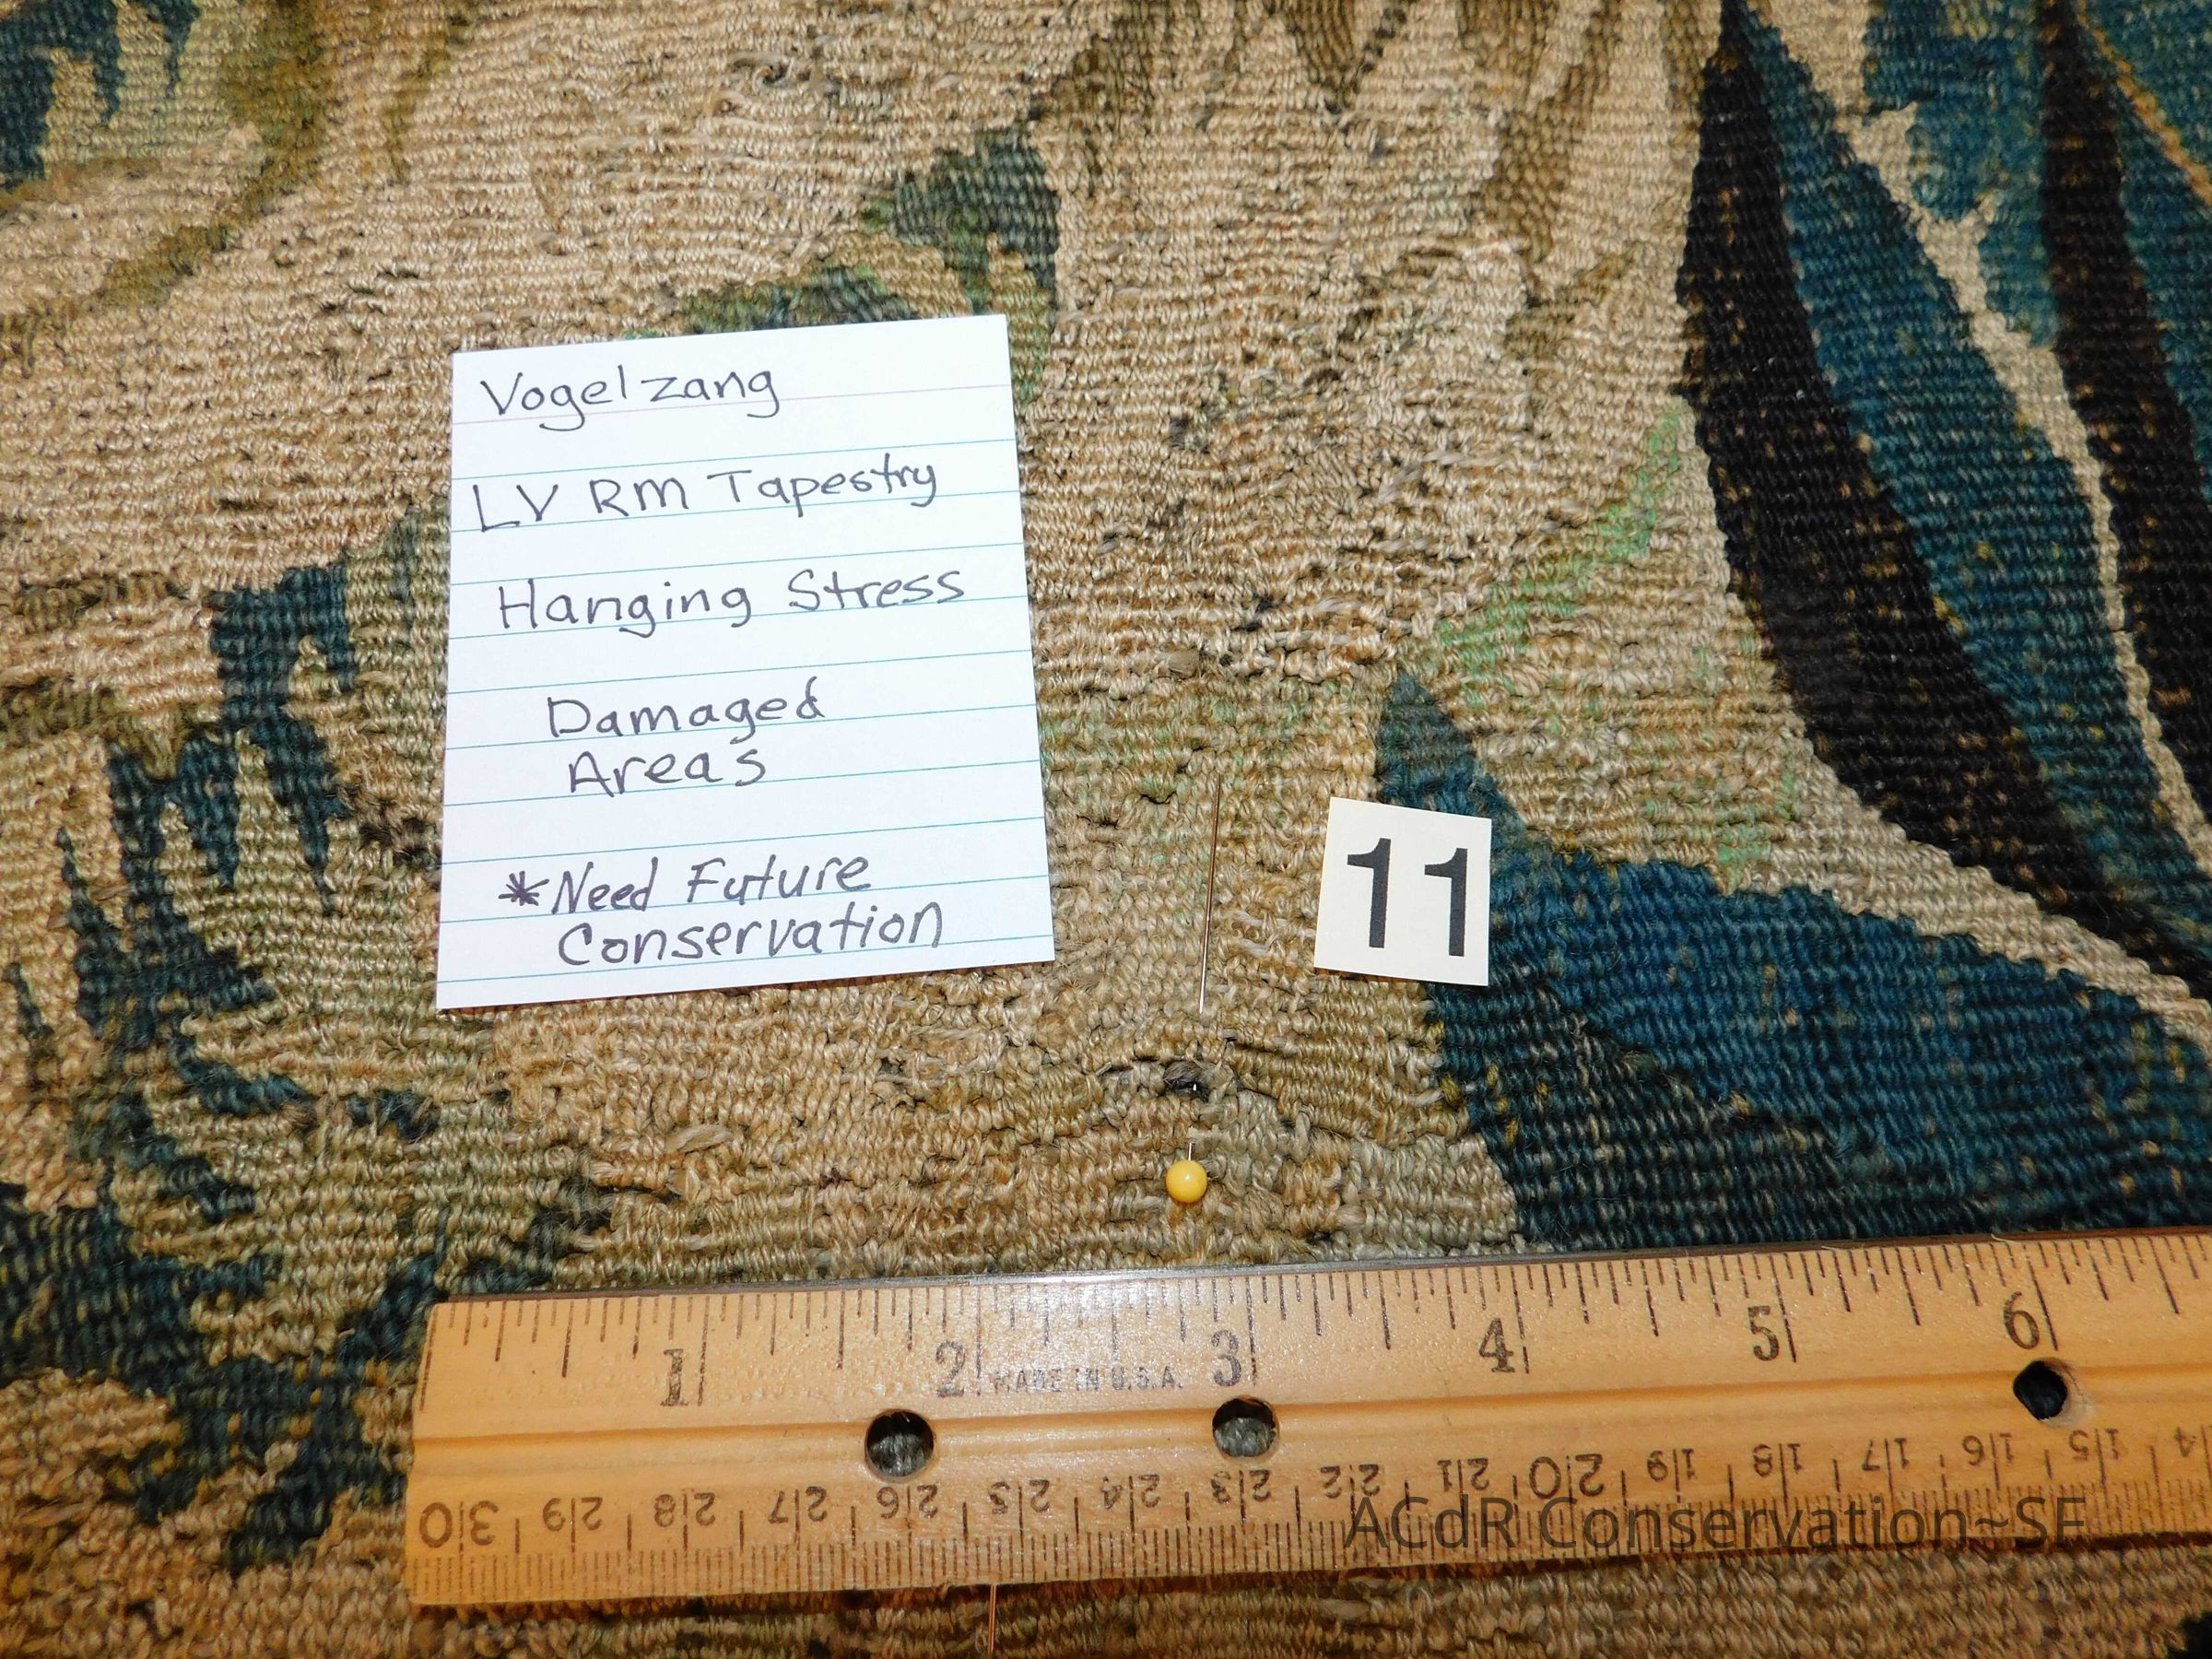 Vogelzang
LV RM Tapestry
Hanging Stress
Damaged
Areas
*Need Future
Conservation
11
1 2 3 4 5 6
MADE IN U.S.A.
30 29 28 27 26 25 24 23 22 21 20 19 18 17 16 15 14
ACdR Conservation~SF